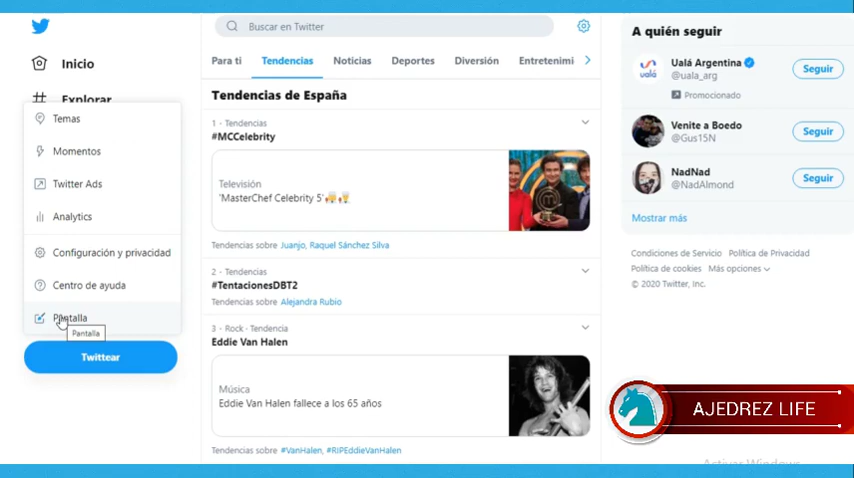 Inicio
Explorar
Temas
Momentos
Twitter Ads
Analytics
Configuración y privacidad
Centro de ayuda
Pantalla
Pantalla
Twittear
Buscar en Twitter
Para ti
Tendencias
Noticias
Deportes
Diversión
Entretenimi
Tendencias de España
1 · Tendencias
#MCCelebrity
Televisión
'MasterChef Celebrity 5'
Tendencias sobre Juanjo, Raquel Sánchez Silva
2 · Tendencias
#TentacionesDBT2
Tendencias sobre Alejandra Rubio
3 · Rock · Tendencia
Eddie Van Halen
Música
Eddie Van Halen fallece a los 65 años
Tendencias sobre #VanHalen, #RIPEddieVanHalen
A quién seguir
Ualá Argentina
@uala_arg
Seguir
Promocionado
ualá
Venite a Boedo
@Gus15N
Seguir
NadNad
@NadAlmond
Seguir
Mostrar más
Condiciones de Servicio Política de Privacidad
Política de cookies Más opciones
© 2020 Twitter, Inc.
AJEDREZ LIFE
Activar Windows